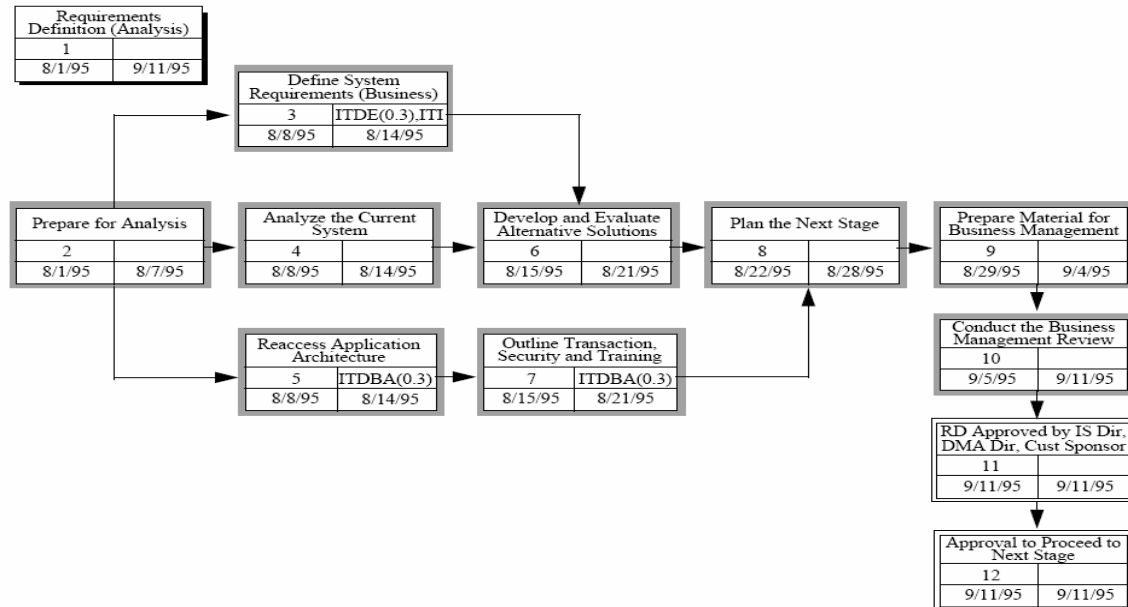 Requirements
Definition (Analysis)
1
8/1/95 9/11/95
Define System
Requirements (Business)
3 ITDE(0.3),ITI
8/8/95 8/14/95
Prepare for Analysis
2
8/1/95 8/7/95
Analyze the Current
System
4
8/8/95 8/14/95
Develop and Evaluate
Alternative Solutions
6
8/15/95 8/21/95
Plan the Next Stage
8
8/22/95 8/28/95
Prepare Material for
Business Management
9
8/29/95 9/4/95
Reaccess Application
Architecture
5 ITDBA(0.3)
8/8/95 8/14/95
Outline Transaction,
Security and Training
7 ITDBA(0.3)
8/15/95 8/21/95
Conduct the Business
Management Review
10
9/5/95 9/11/95
RD Approved by IS Dir,
DMA Dir, Cust Sponsor
11
9/11/95 9/11/95
Approval to Proceed to
Next Stage
12
9/11/95 9/11/95